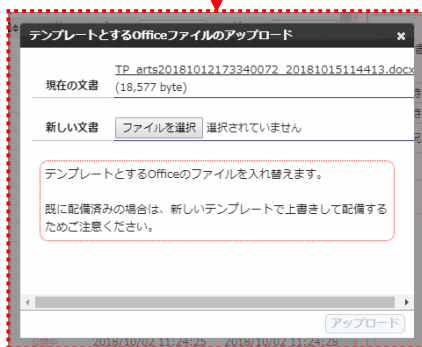 テンプレートとするOfficeファイルのアップロード ×
現在の文書 TP_arts20181012173340072_20181015114413.docx
(18,577 byte)
新しい文書 ファイルを選択 選択されていません
テンプレートとするOfficeのファイルを入れ替えます。
既に配備済みの場合は、新しいテンプレートで上書きして配備する
ためご注意ください。
アップロード
2018/10/02 11:24:25 2018/10/02 11:24:28